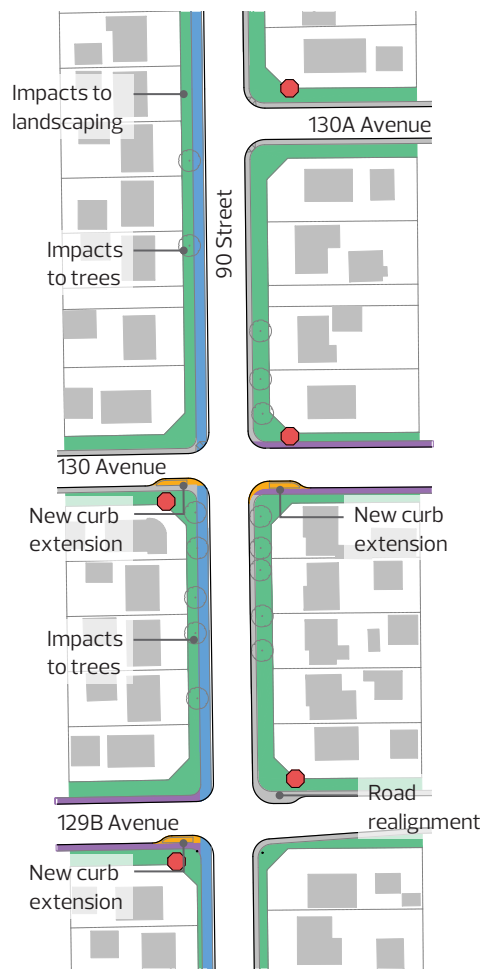 Impacts to
landscaping
130A Avenue
90 Street
Impacts
to trees
130 Avenue
New curb
extension
New curb
extension
Impacts
to trees
Road
realignment
129B Avenue
New curb
extension